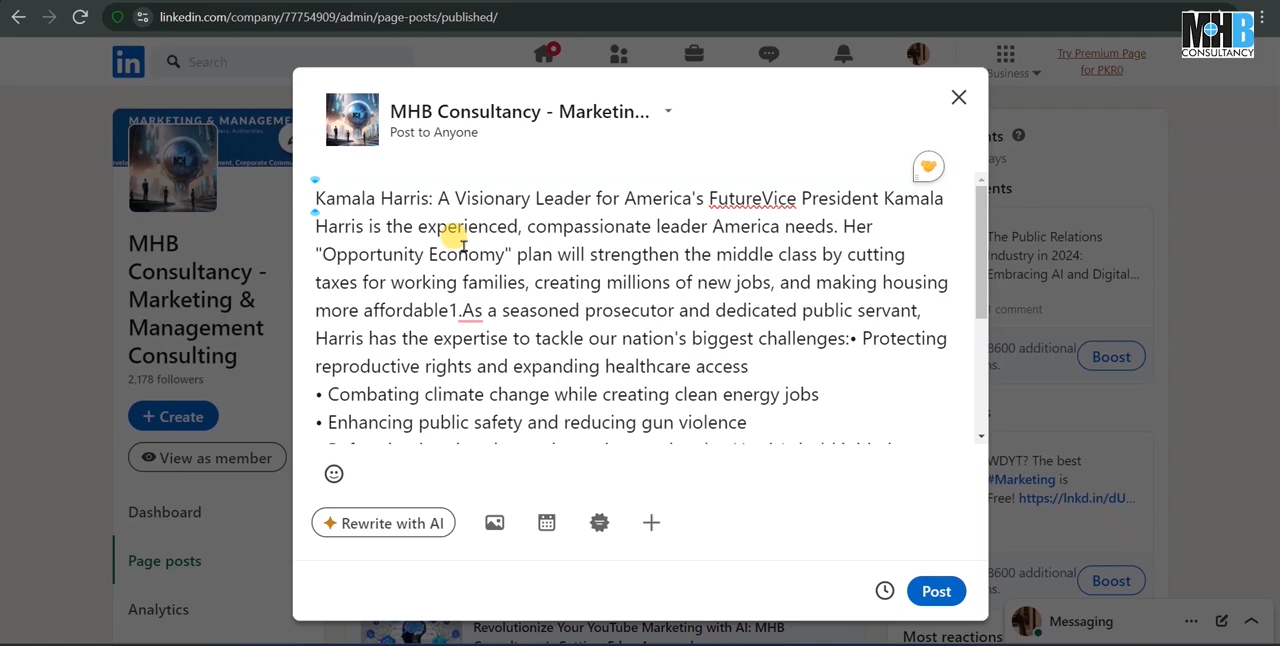 linkedin.com/company/77754909/admin/page-posts/published/
MHB
CONSULTANCY
in
Search
Business
Try Premium Page
for PKR0
MARKETING & MANAGEME
MHB
Consultancy -
Marketing &
Management
Consulting
2,178 followers
+ Create
View as member
Dashboard
Page posts
Analytics
MHB Consultancy - Marketin...
Post to Anyone
Kamala Harris: A Visionary Leader for America's FutureVice President Kamala
Harris is the experienced, compassionate leader America needs. Her
"Opportunity Economy" plan will strengthen the middle class by cutting
taxes for working families, creating millions of new jobs, and making housing
more affordable1.As a seasoned prosecutor and dedicated public servant,
Harris has the expertise to tackle our nation's biggest challenges:• Protecting
reproductive rights and expanding healthcare access
• Combating climate change while creating clean energy jobs
• Enhancing public safety and reducing gun violence
Rewrite with AI
Post
The Public Relations
Industry in 2024:
Embracing AI and Digital...
1 comment
8600 additional
Boost
WDYT? The best
#Marketing is
Free! https://lnkd.in/dU...
8600 additional
Boost
Most reactions
Messaging
Revolutionize Your YouTube Marketing with AI: MHB